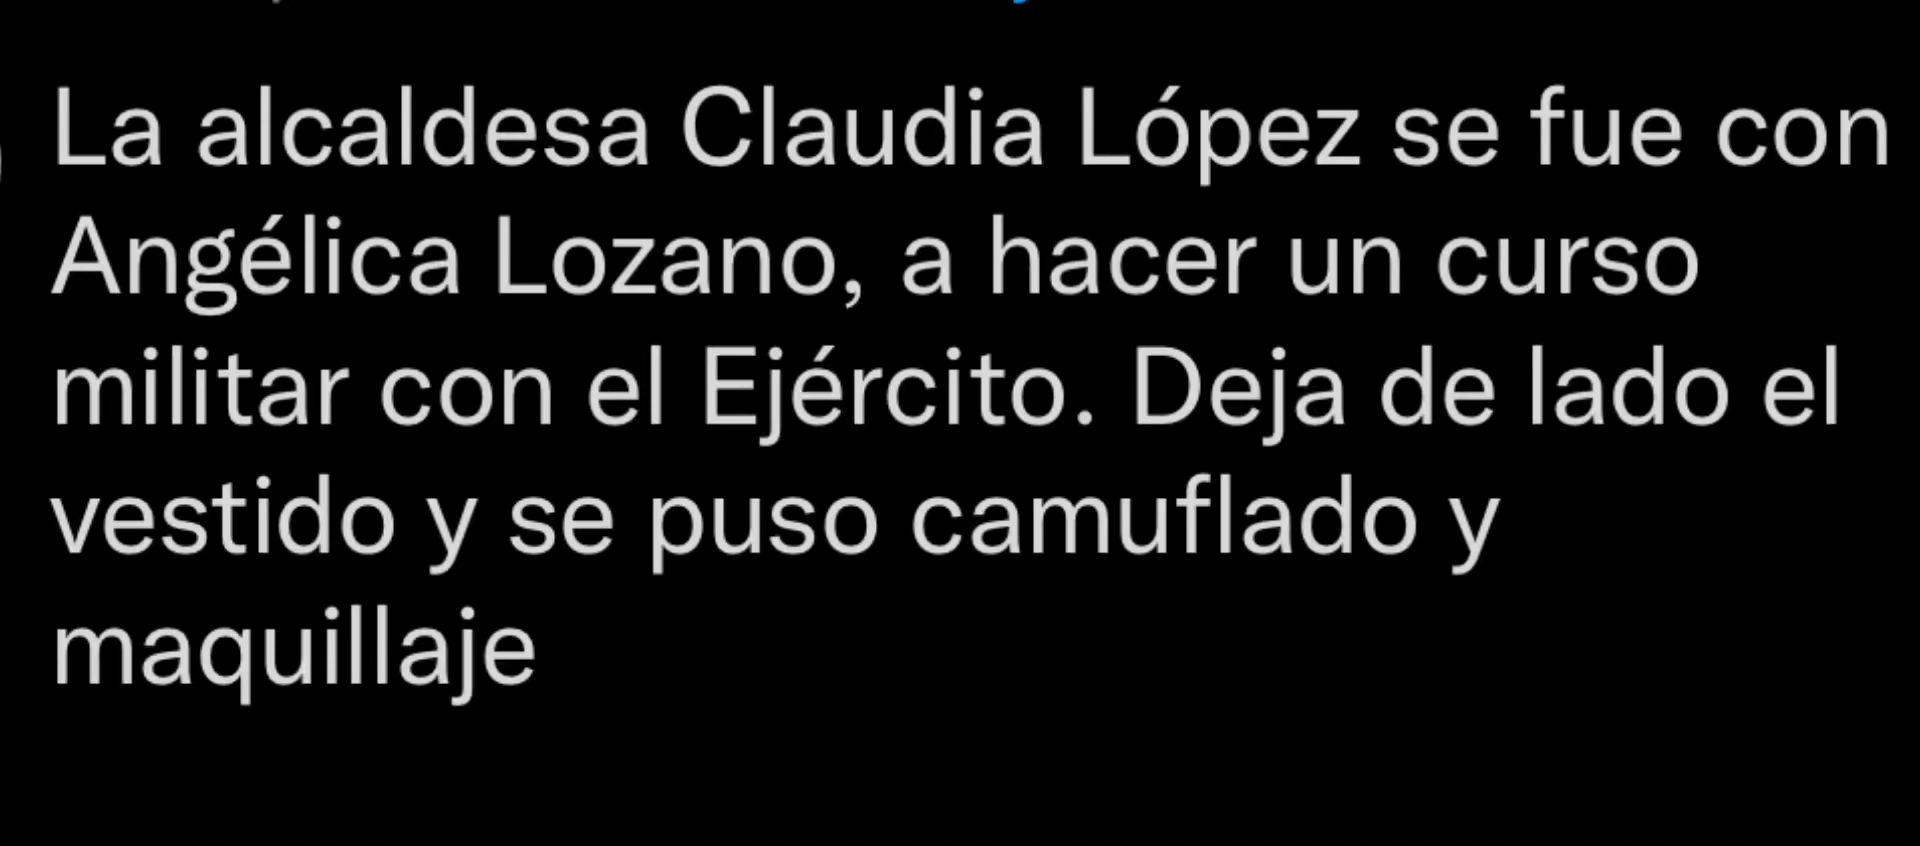 La alcaldesa Claudia López se fue con
Angélica Lozano, a hacer un curso
militar con el Ejército. Deja de lado el
vestido y se puso camuflado y
maquillaje